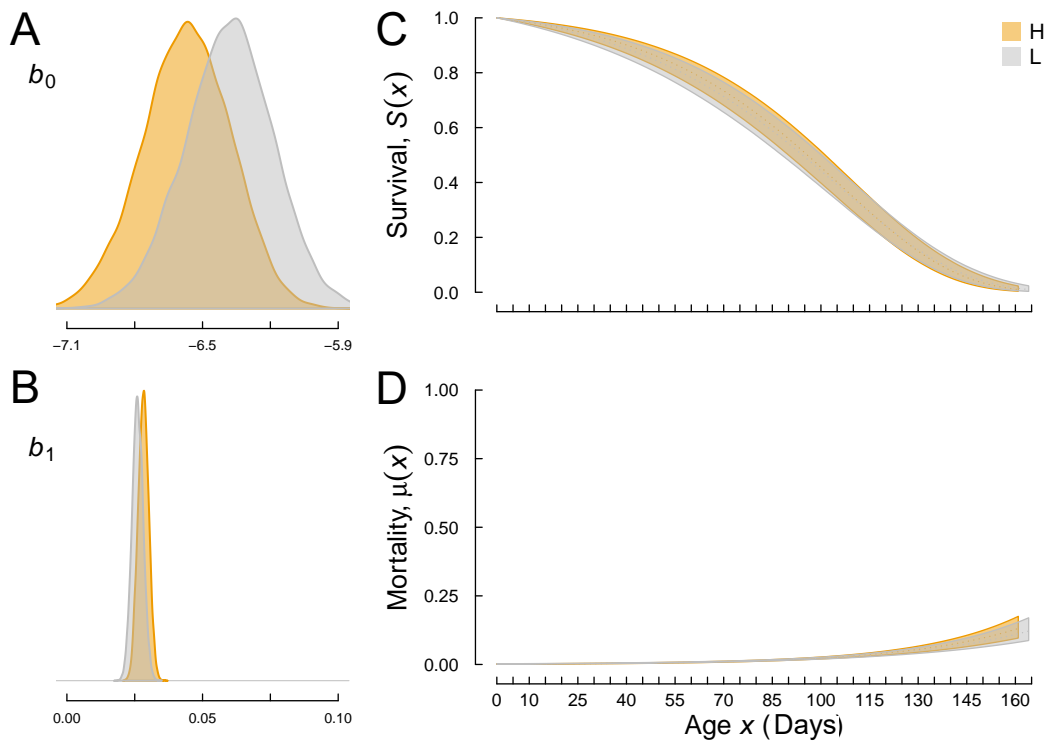 A
b0
−7.1 −6.5 −5.9
B
b1
0.00 0.05 0.10
C
Survival, S(x)
1.0
0.8
0.6
0.4
0.2
0.0
H
L
D
Mortality, μ(x)
1.00
0.75
0.50
0.25
0.00
0 10 25 40 55 70 85 100 115 130 145 160
Age x (Days)